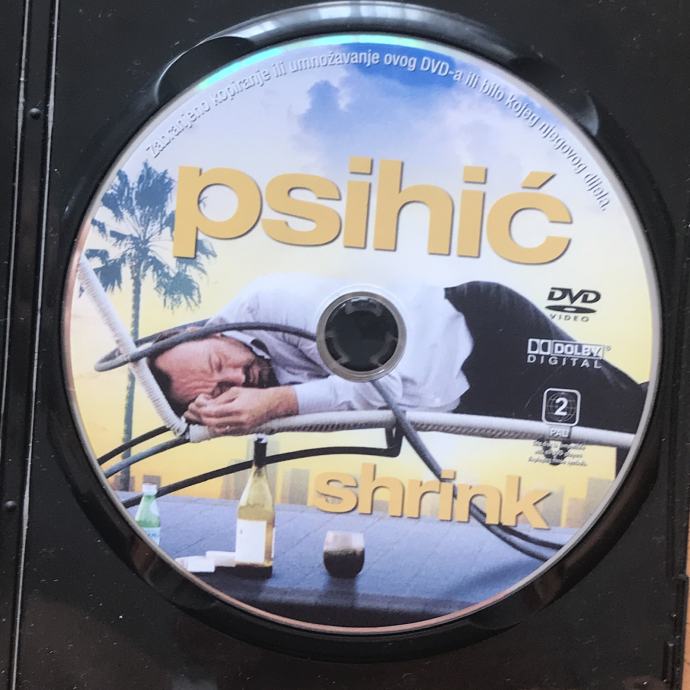 Zabranjeno kopiranje ili umnožavanje ovog DVD-a ili bilo kojeg njegovog dijela.
psihić
DVD
VIDEO
DOLBY
DIGITAL
2
PAL
shrink